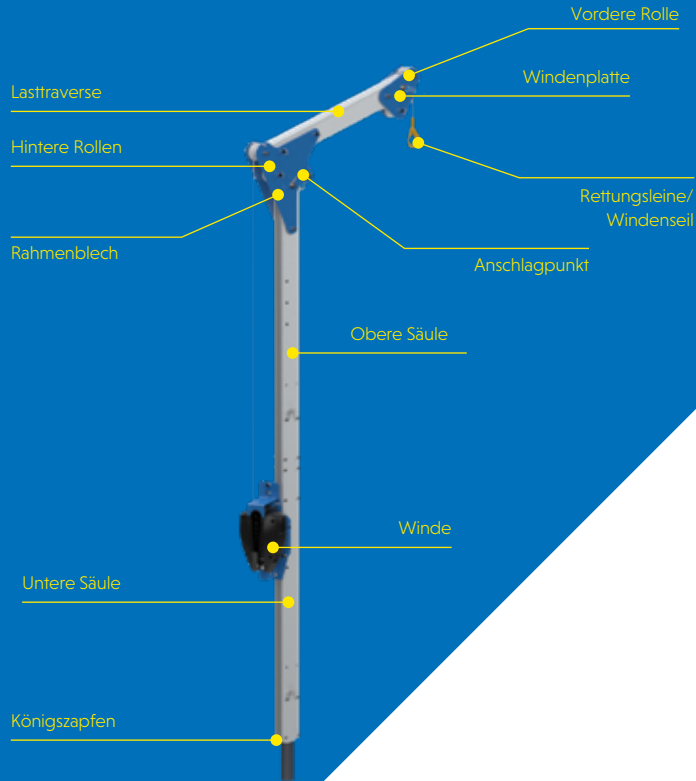 Vordere Rolle
Windenplatte
Lasttraverse
Hintere Rollen
Rettungsleine/
Windenseil
Rahmenblech
Anschlagpunkt
Obere Säule
Winde
Untere Säule
Königszapfen